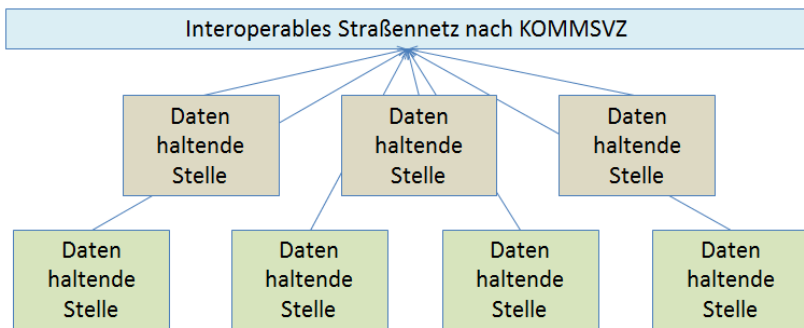 Interoperables Straßennetz nach KOMMSVZ
Daten
haltende
Stelle
Daten
haltende
Stelle
Daten
haltende
Stelle
Daten
haltende
Stelle
Daten
haltende
Stelle
Daten
haltende
Stelle
Daten
haltende
Stelle